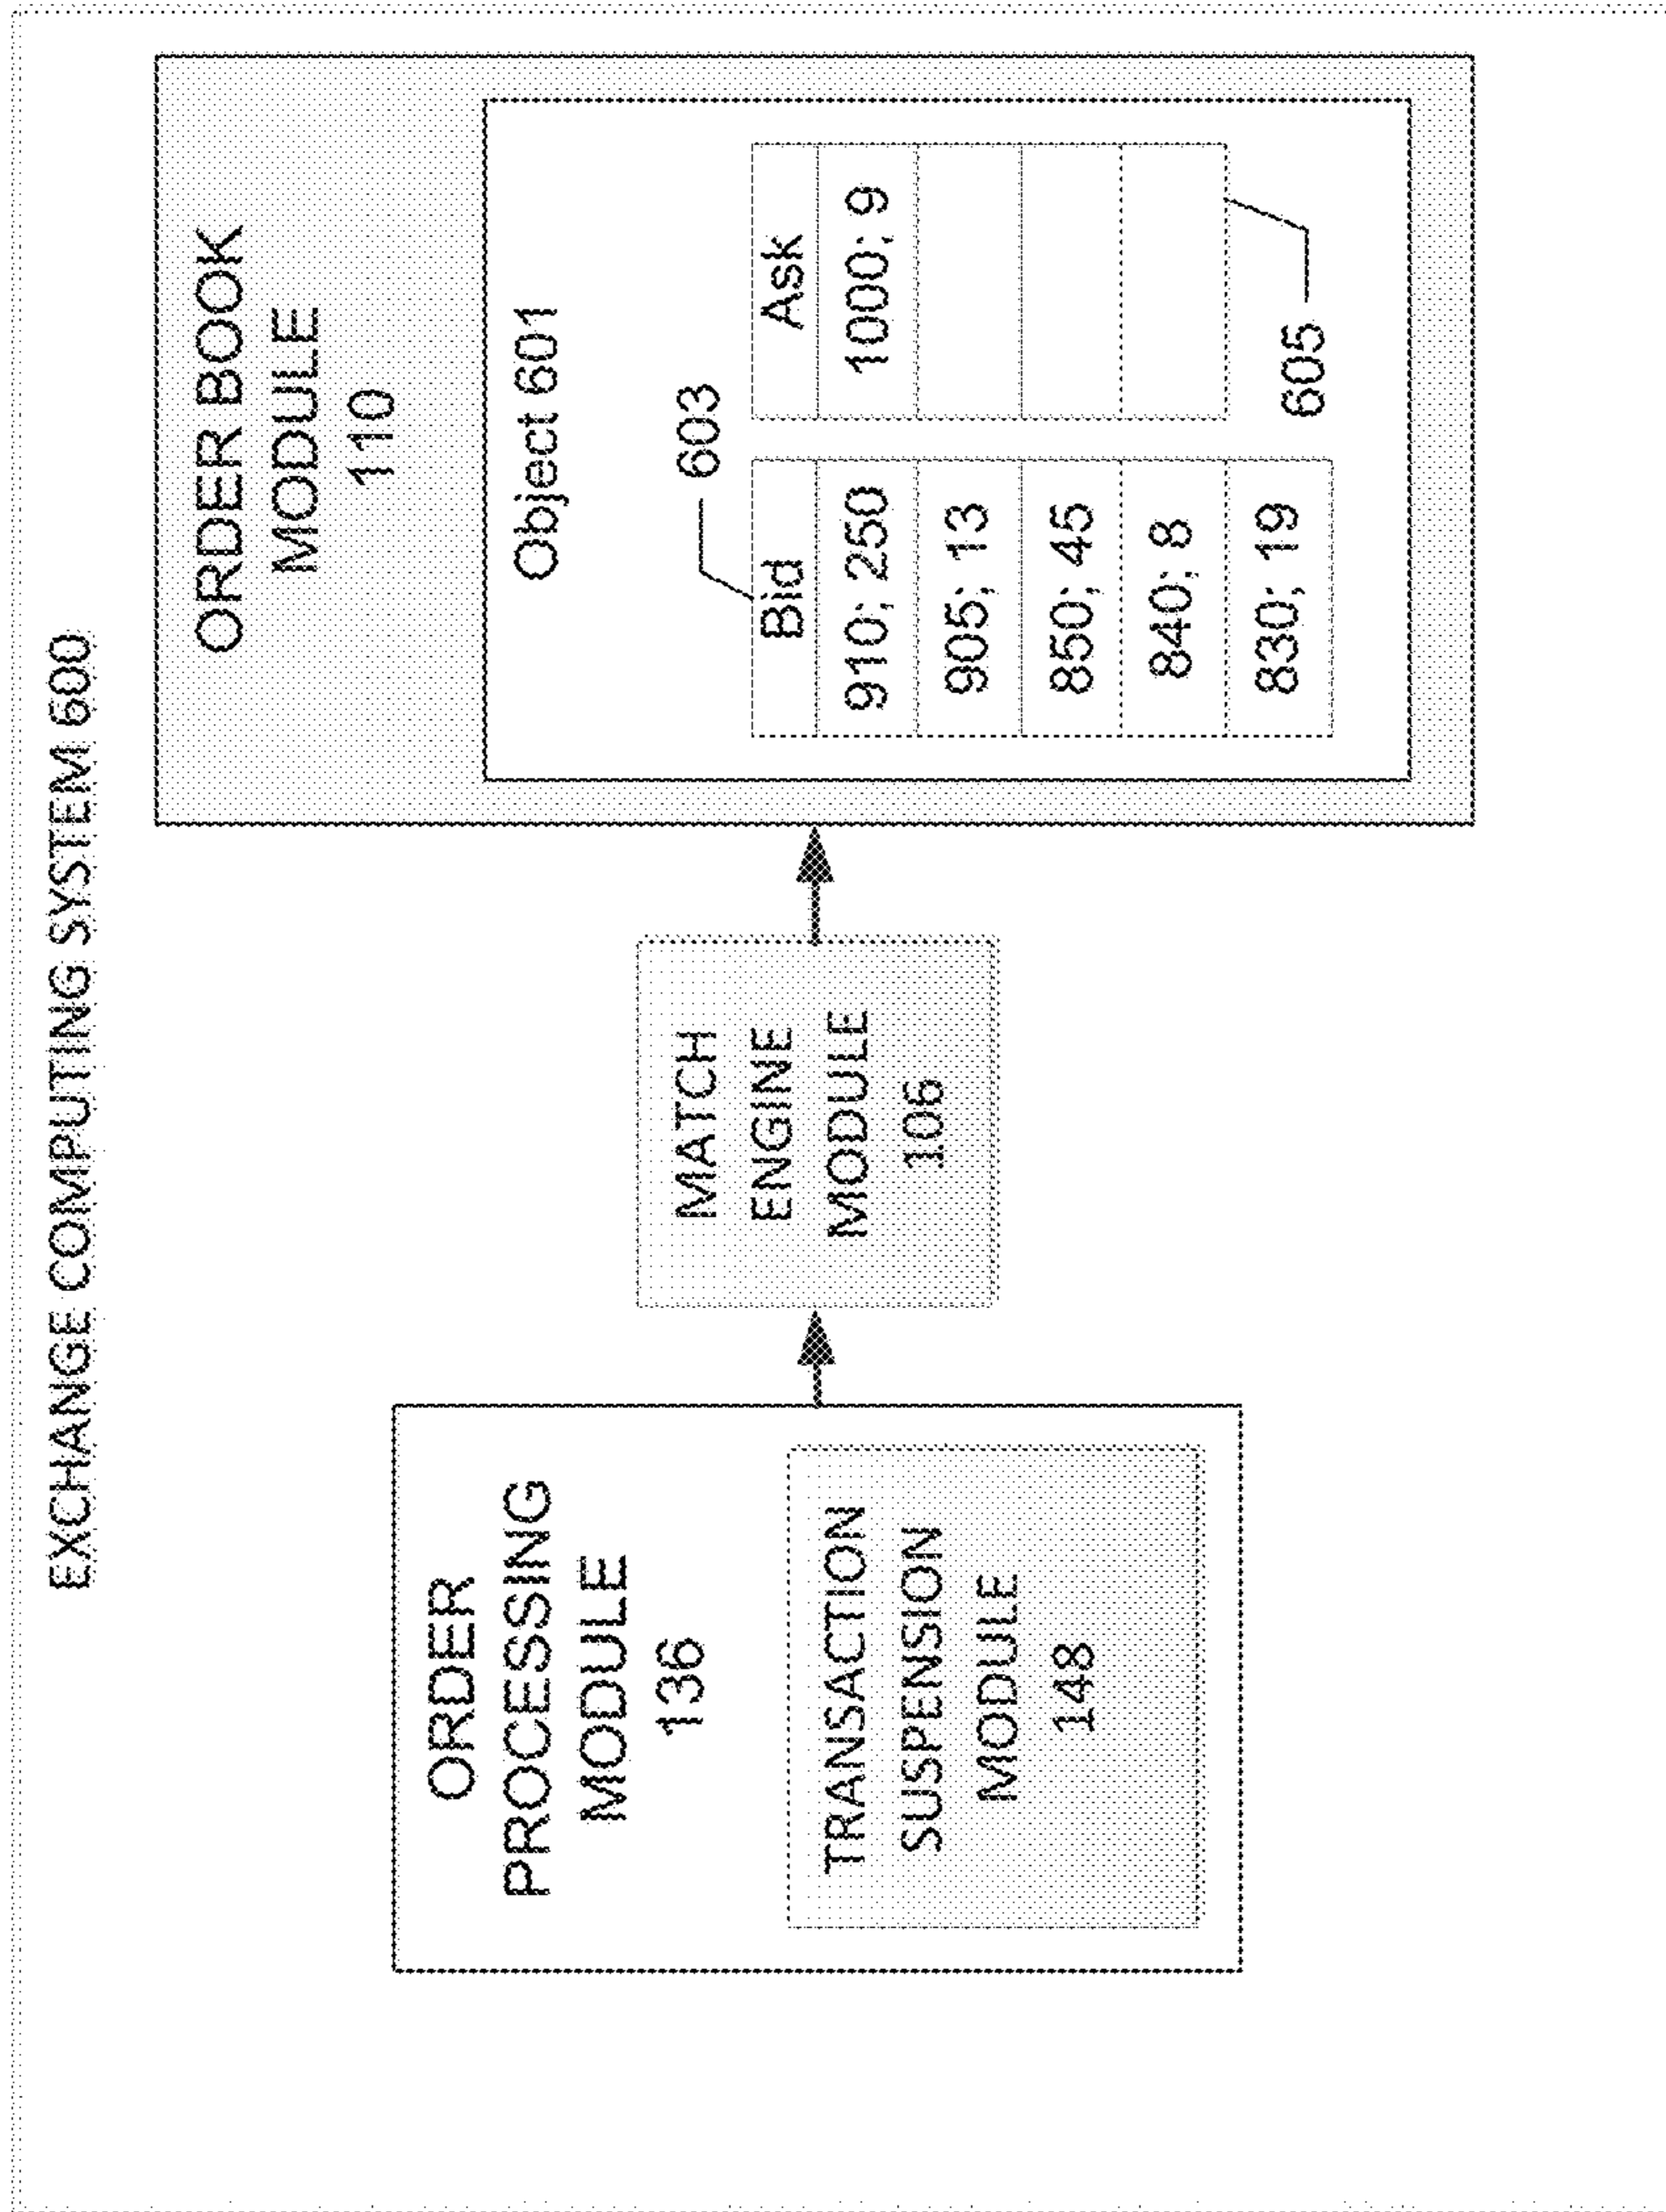 EXCHANGE COMPUTING SYSTEM 600
ORDER
PROCESSING
MODULE
136
TRANSACTION
SUSPENSION
MODULE
148
MATCH
ENGINE
MODULE
106
ORDER BOOK
MODULE
110
Object 601
603
Bid
910; 250
905; 13
850; 45
840; 8
830; 19
Ask
1000; 9
605